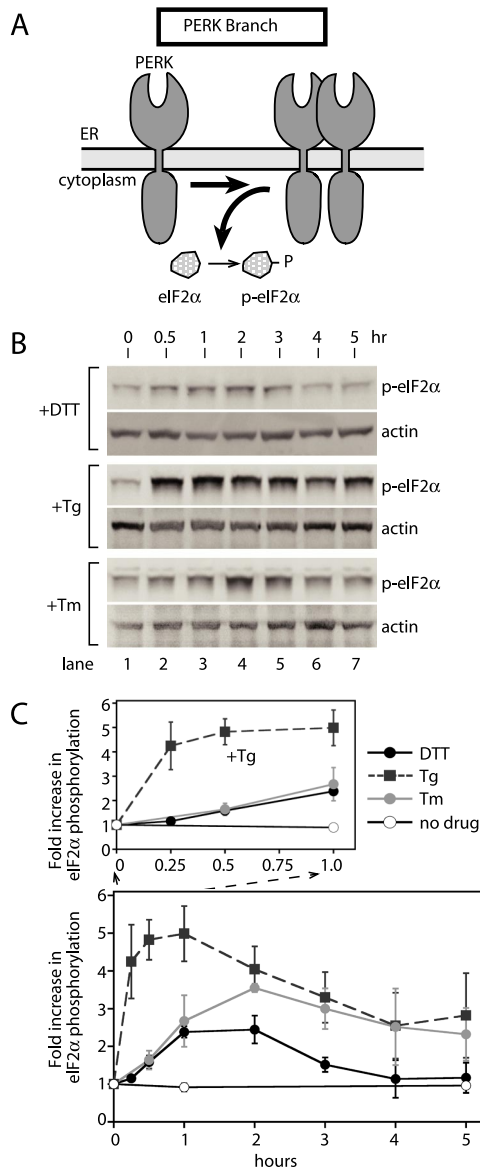 A
PERK Branch
PERK
ER
cytoplasm
P
eIF2α
p-eIF2α
B
0 0.5 1 2 3 4 5 hr
+DTT
p-eIF2α
actin
+Tg
p-eIF2α
actin
+Tm
p-eIF2α
actin
lane 1 2 3 4 5 6 7
C
Fold increase in
eIF2α phosphorylation
6
5
4
3
2
1
0
+Tg
0 0.25 0.5 0.75 1.0
DTT
Tg
Tm
no drug
Fold increase in
eIF2α phosphorylation
6
5
4
3
2
1
0
0 1 2 3 4 5
hours